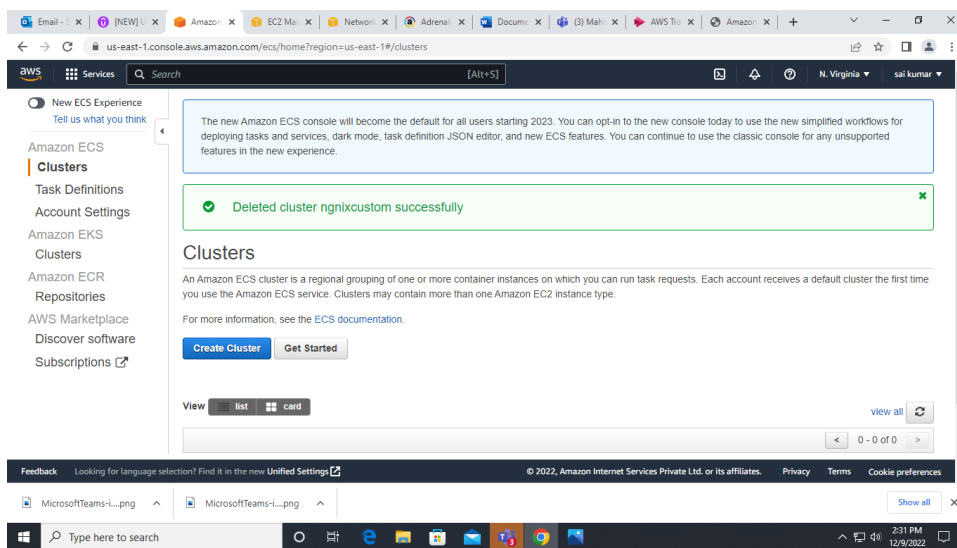 Email - S
[NEW] U
Amazon
EC2 Man
Network
Adrenali
Docume
(3) Mah
AWS Tra
Amazon
us-east-1.console.aws.amazon.com/ecs/home?region=us-east-1#/clusters
aws
Services
Search
[Alt+S]
N. Virginia
sai kumar
New ECS Experience
Tell us what you think
Amazon ECS
Clusters
Task Definitions
Account Settings
Amazon EKS
Clusters
Amazon ECR
Repositories
AWS Marketplace
Discover software
Subscriptions
The new Amazon ECS console will become the default for all users starting 2023. You can opt-in to the new console today to use the new simplified workflows for
deploying tasks and services, dark mode, task definition JSON editor, and new ECS features. You can continue to use the classic console for any unsupported
features in the new experience.
Deleted cluster ngnixcustom successfully
Clusters
An Amazon ECS cluster is a regional grouping of one or more container instances on which you can run task requests. Each account receives a default cluster the first time
you use the Amazon ECS service. Clusters may contain more than one Amazon EC2 instance type.
For more information, see the ECS documentation.
Create Cluster
Get Started
View list card
view all
0 - 0 of 0
Feedback Looking for language selection? Find it in the new Unified Settings
© 2022, Amazon Internet Services Private Ltd. or its affiliates. Privacy Terms Cookie preferences
MicrosoftTeams-i....png
MicrosoftTeams-i....png
Show all
Type here to search
2:31 PM
12/9/2022